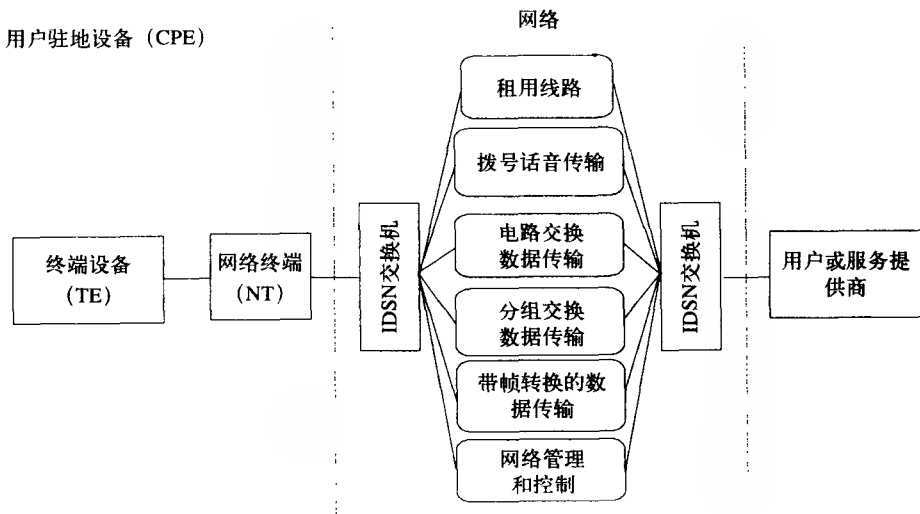 网络
用户驻地设备（CPE）
租用线路
拨号话音传输
电路交换
数据传输
分组交换
数据传输
带帧转换的数
据传输
网络管理
和控制
终端设备
（TE）
网络终端
（NT）
IDSN交换机
IDSN交换机
用户或服务提
供商